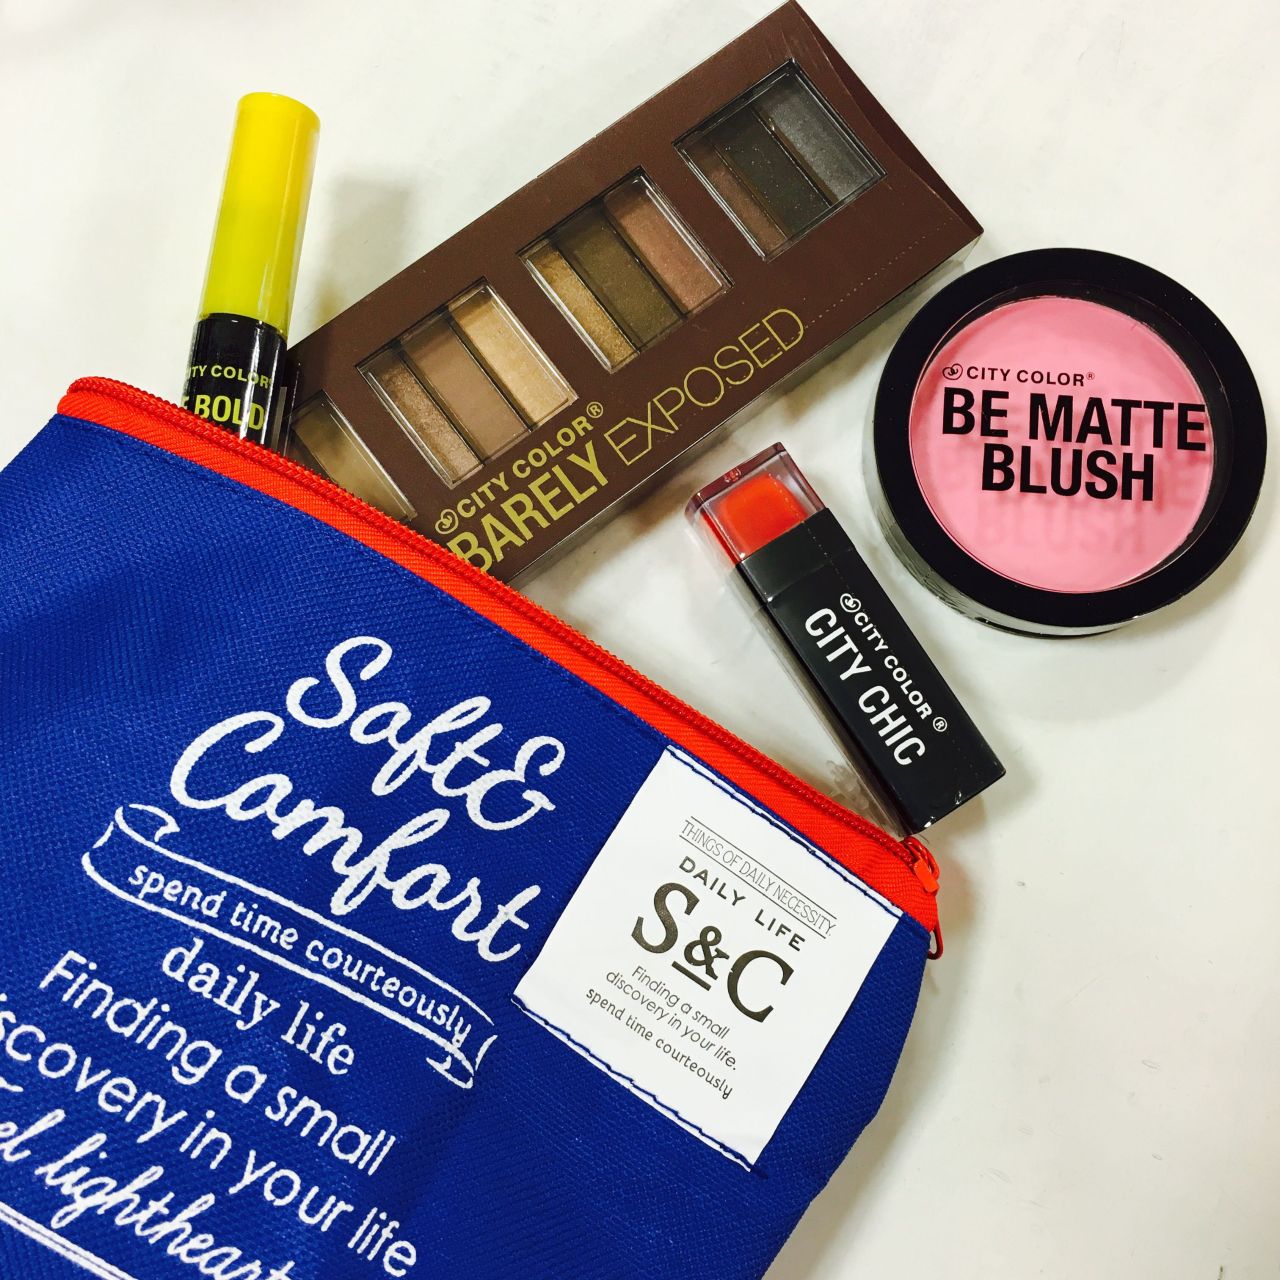 CITY COLOR®
BOLD
CITY COLOR®
BARELY EXPOSED
CITY COLOR®
BE MATTE
BLUSH
CITY COLOR®
CITY CHIC
Soft &
Comfort
spend time courteously
daily life
Finding a small
discovery in your life
THINGS OF DAILY NECESSITY.
DAILY LIFE
S&C
Finding a small
discovery in your life.
spend time courteously